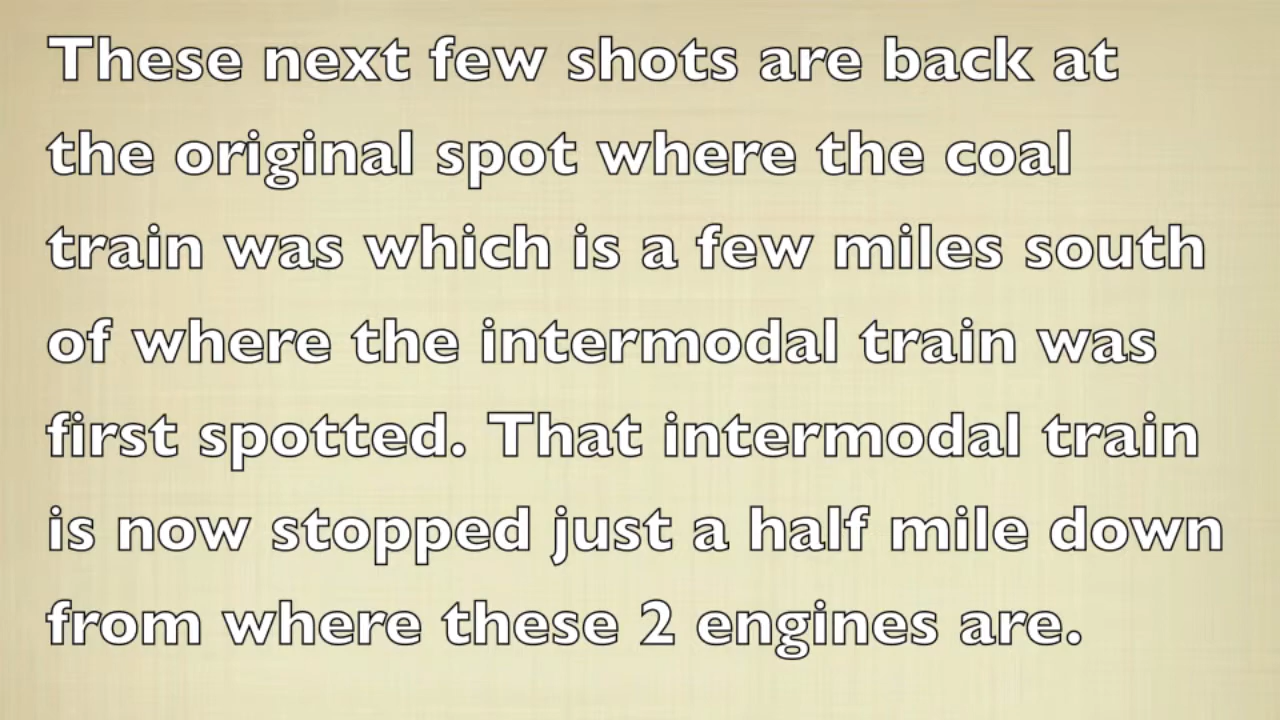 These next few shots are back at
the original spot where the coal
train was which is a few miles south
of where the intermodal train was
first spotted. That intermodal train
is now stopped just a half mile down
from where these 2 engines are.